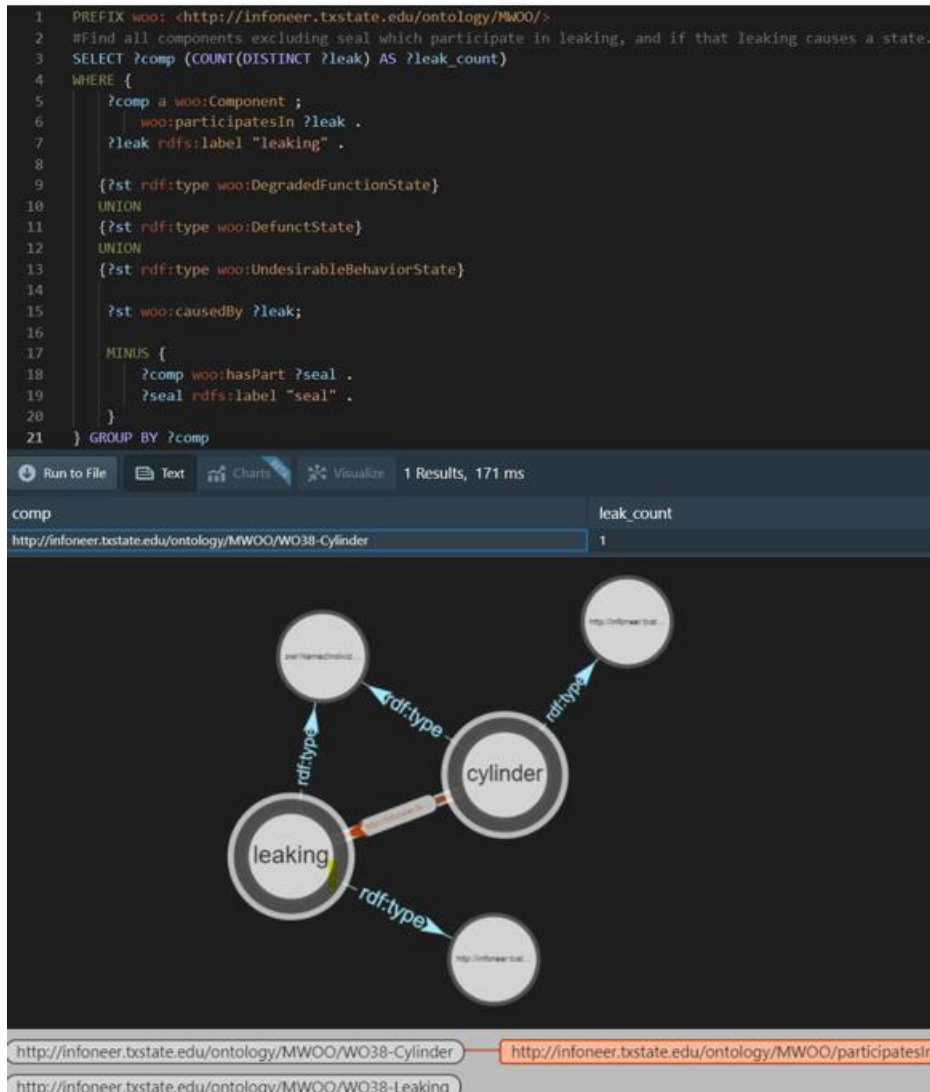 1 PREFIX woo: <http://infoneer.txstate.edu/ontology/MWOO/>
2 #Find all components excluding seal which participate in leaking, and if that leaking causes a state.
3 SELECT ?comp (COUNT(DISTINCT ?leak) AS ?leak_count)
4 WHERE {
5 ?comp a woo:Component ;
6 woo:participatesIn ?leak .
7 ?leak rdfs:label "leaking" .
8
9 {?st rdf:type woo:DegradedFunctionState}
10 UNION
11 {?st rdf:type woo:DefunctState}
12 UNION
13 {?st rdf:type woo:UndesirableBehaviorState}
14
15 ?st woo:causedBy ?leak;
16
17 MINUS {
18 ?comp woo:hasPart ?seal .
19 ?seal rdfs:label "seal" .
20 }
21 } GROUP BY ?comp
Run to File Text Charts Visualize 1 Results, 171 ms
comp leak_count
http://infoneer.txstate.edu/ontology/MWOO/WO38-Cylinder 1
rdf:type
rdf:type
rdf:type
cylinder
leaking
rdf:type
http://infoneer.txstate.edu/ontology/MWOO/WO38-Cylinder http://infoneer.txstate.edu/ontology/MWOO/participatesIn
http://infoneer.txstate.edu/ontology/MWOO/WO38-Leaking